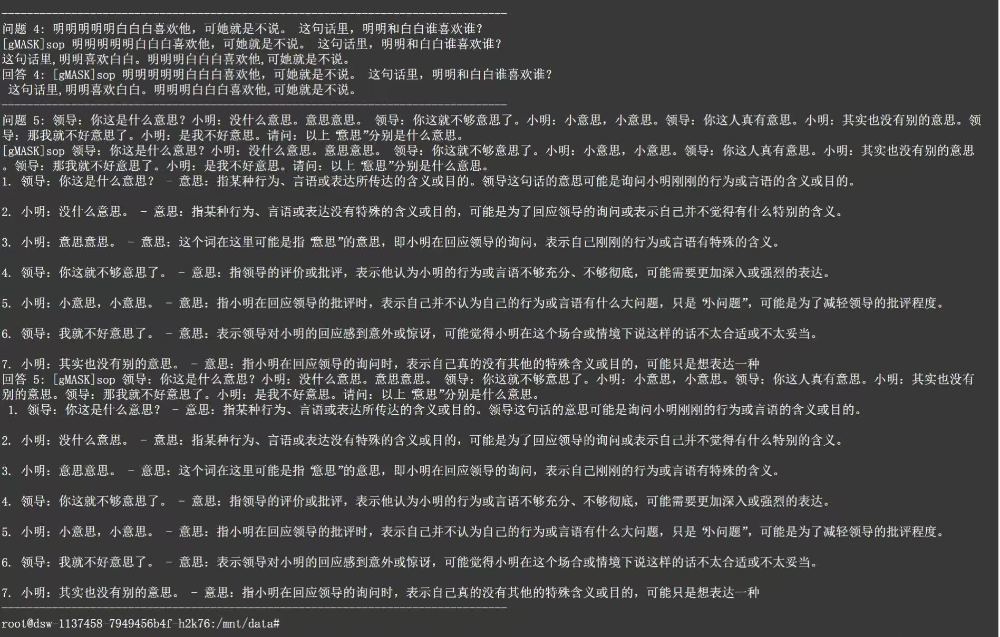 --------------------------------------------------------------------------------
问题 4: 明明明明明白白白喜欢他，可她就是不说。 这句话里，明明和白白谁喜欢谁？
[gMASK]sop 明明明明明白白白喜欢他，可她就是不说。 这句话里，明明和白白谁喜欢谁？
这句话里,明明喜欢白白。明明明白白白喜欢他,可她就是不说。
回答 4: [gMASK]sop 明明明明明白白白喜欢他，可她就是不说。 这句话里，明明和白白谁喜欢谁？
 这句话里,明明喜欢白白。明明明白白白喜欢他,可她就是不说。
--------------------------------------------------------------------------------
问题 5: 领导：你这是什么意思？小明：没什么意思。意思意思。 领导：你这就不够意思了。小明：小意思，小意思。领导：你这人真有意思。小明：其实也没有别的意思。领
导：那我就不好意思了。小明：是我不好意思。请问：以上“意思”分别是什么意思。
[gMASK]sop 领导：你这是什么意思？小明：没什么意思。意思意思。 领导：你这就不够意思了。小明：小意思，小意思。领导：你这人真有意思。小明：其实也没有别的意思
。领导：那我就不好意思了。小明：是我不好意思。请问：以上“意思”分别是什么意思。
1. 领导：你这是什么意思？ - 意思：指某种行为、言语或表达所传达的含义或目的。领导这句话的意思可能是询问小明刚刚的行为或言语的含义或目的。
2. 小明：没什么意思。 - 意思：指某种行为、言语或表达没有特殊的含义或目的，可能是为了回应领导的询问或表示自己并不觉得有什么特别的含义。
3. 小明：意思意思。 - 意思：这个词在这里可能是指“意思”的意思，即小明在回应领导的询问，表示自己刚刚的行为或言语有特殊的含义。
4. 领导：你这就不够意思了。 - 意思：指领导的评价或批评，表示他认为小明的行为或言语不够充分、不够彻底，可能需要更加深入或强烈的表达。
5. 小明：小意思，小意思。 - 意思：指小明在回应领导的批评时，表示自己并不认为自己的行为或言语有什么大问题，只是“小问题”，可能是为了减轻领导的批评程度。
6. 领导：我就不好意思了。 - 意思：表示领导对小明的回应感到意外或惊讶，可能觉得小明在这个场合或情境下说这样的话不太合适或不太妥当。
7. 小明：其实也没有别的意思。 - 意思：指小明在回应领导的询问时，表示自己真的没有其他的特殊含义或目的，可能只是想表达一种
回答 5: [gMASK]sop 领导：你这是什么意思？小明：没什么意思。意思意思。 领导：你这就不够意思了。小明：小意思，小意思。领导：你这人真有意思。小明：其实也没有
别的意思。领导：那我就不好意思了。小明：是我不好意思。请问：以上“意思”分别是什么意思。
 1. 领导：你这是什么意思？ - 意思：指某种行为、言语或表达所传达的含义或目的。领导这句话的意思可能是询问小明刚刚的行为或言语的含义或目的。
2. 小明：没什么意思。 - 意思：指某种行为、言语或表达没有特殊的含义或目的，可能是为了回应领导的询问或表示自己并不觉得有什么特别的含义。
3. 小明：意思意思。 - 意思：这个词在这里可能是指“意思”的意思，即小明在回应领导的询问，表示自己刚刚的行为或言语有特殊的含义。
4. 领导：你这就不够意思了。 - 意思：指领导的评价或批评，表示他认为小明的行为或言语不够充分、不够彻底，可能需要更加深入或强烈的表达。
5. 小明：小意思，小意思。 - 意思：指小明在回应领导的批评时，表示自己并不认为自己的行为或言语有什么大问题，只是“小问题”，可能是为了减轻领导的批评程度。
6. 领导：我就不好意思了。 - 意思：表示领导对小明的回应感到意外或惊讶，可能觉得小明在这个场合或情境下说这样的话不太合适或不太妥当。
7. 小明：其实也没有别的意思。 - 意思：指小明在回应领导的询问时，表示自己真的没有其他的特殊含义或目的，可能只是想表达一种
--------------------------------------------------------------------------------
root@dsw-1137458-7949456b4f-h2k76:/mnt/data#